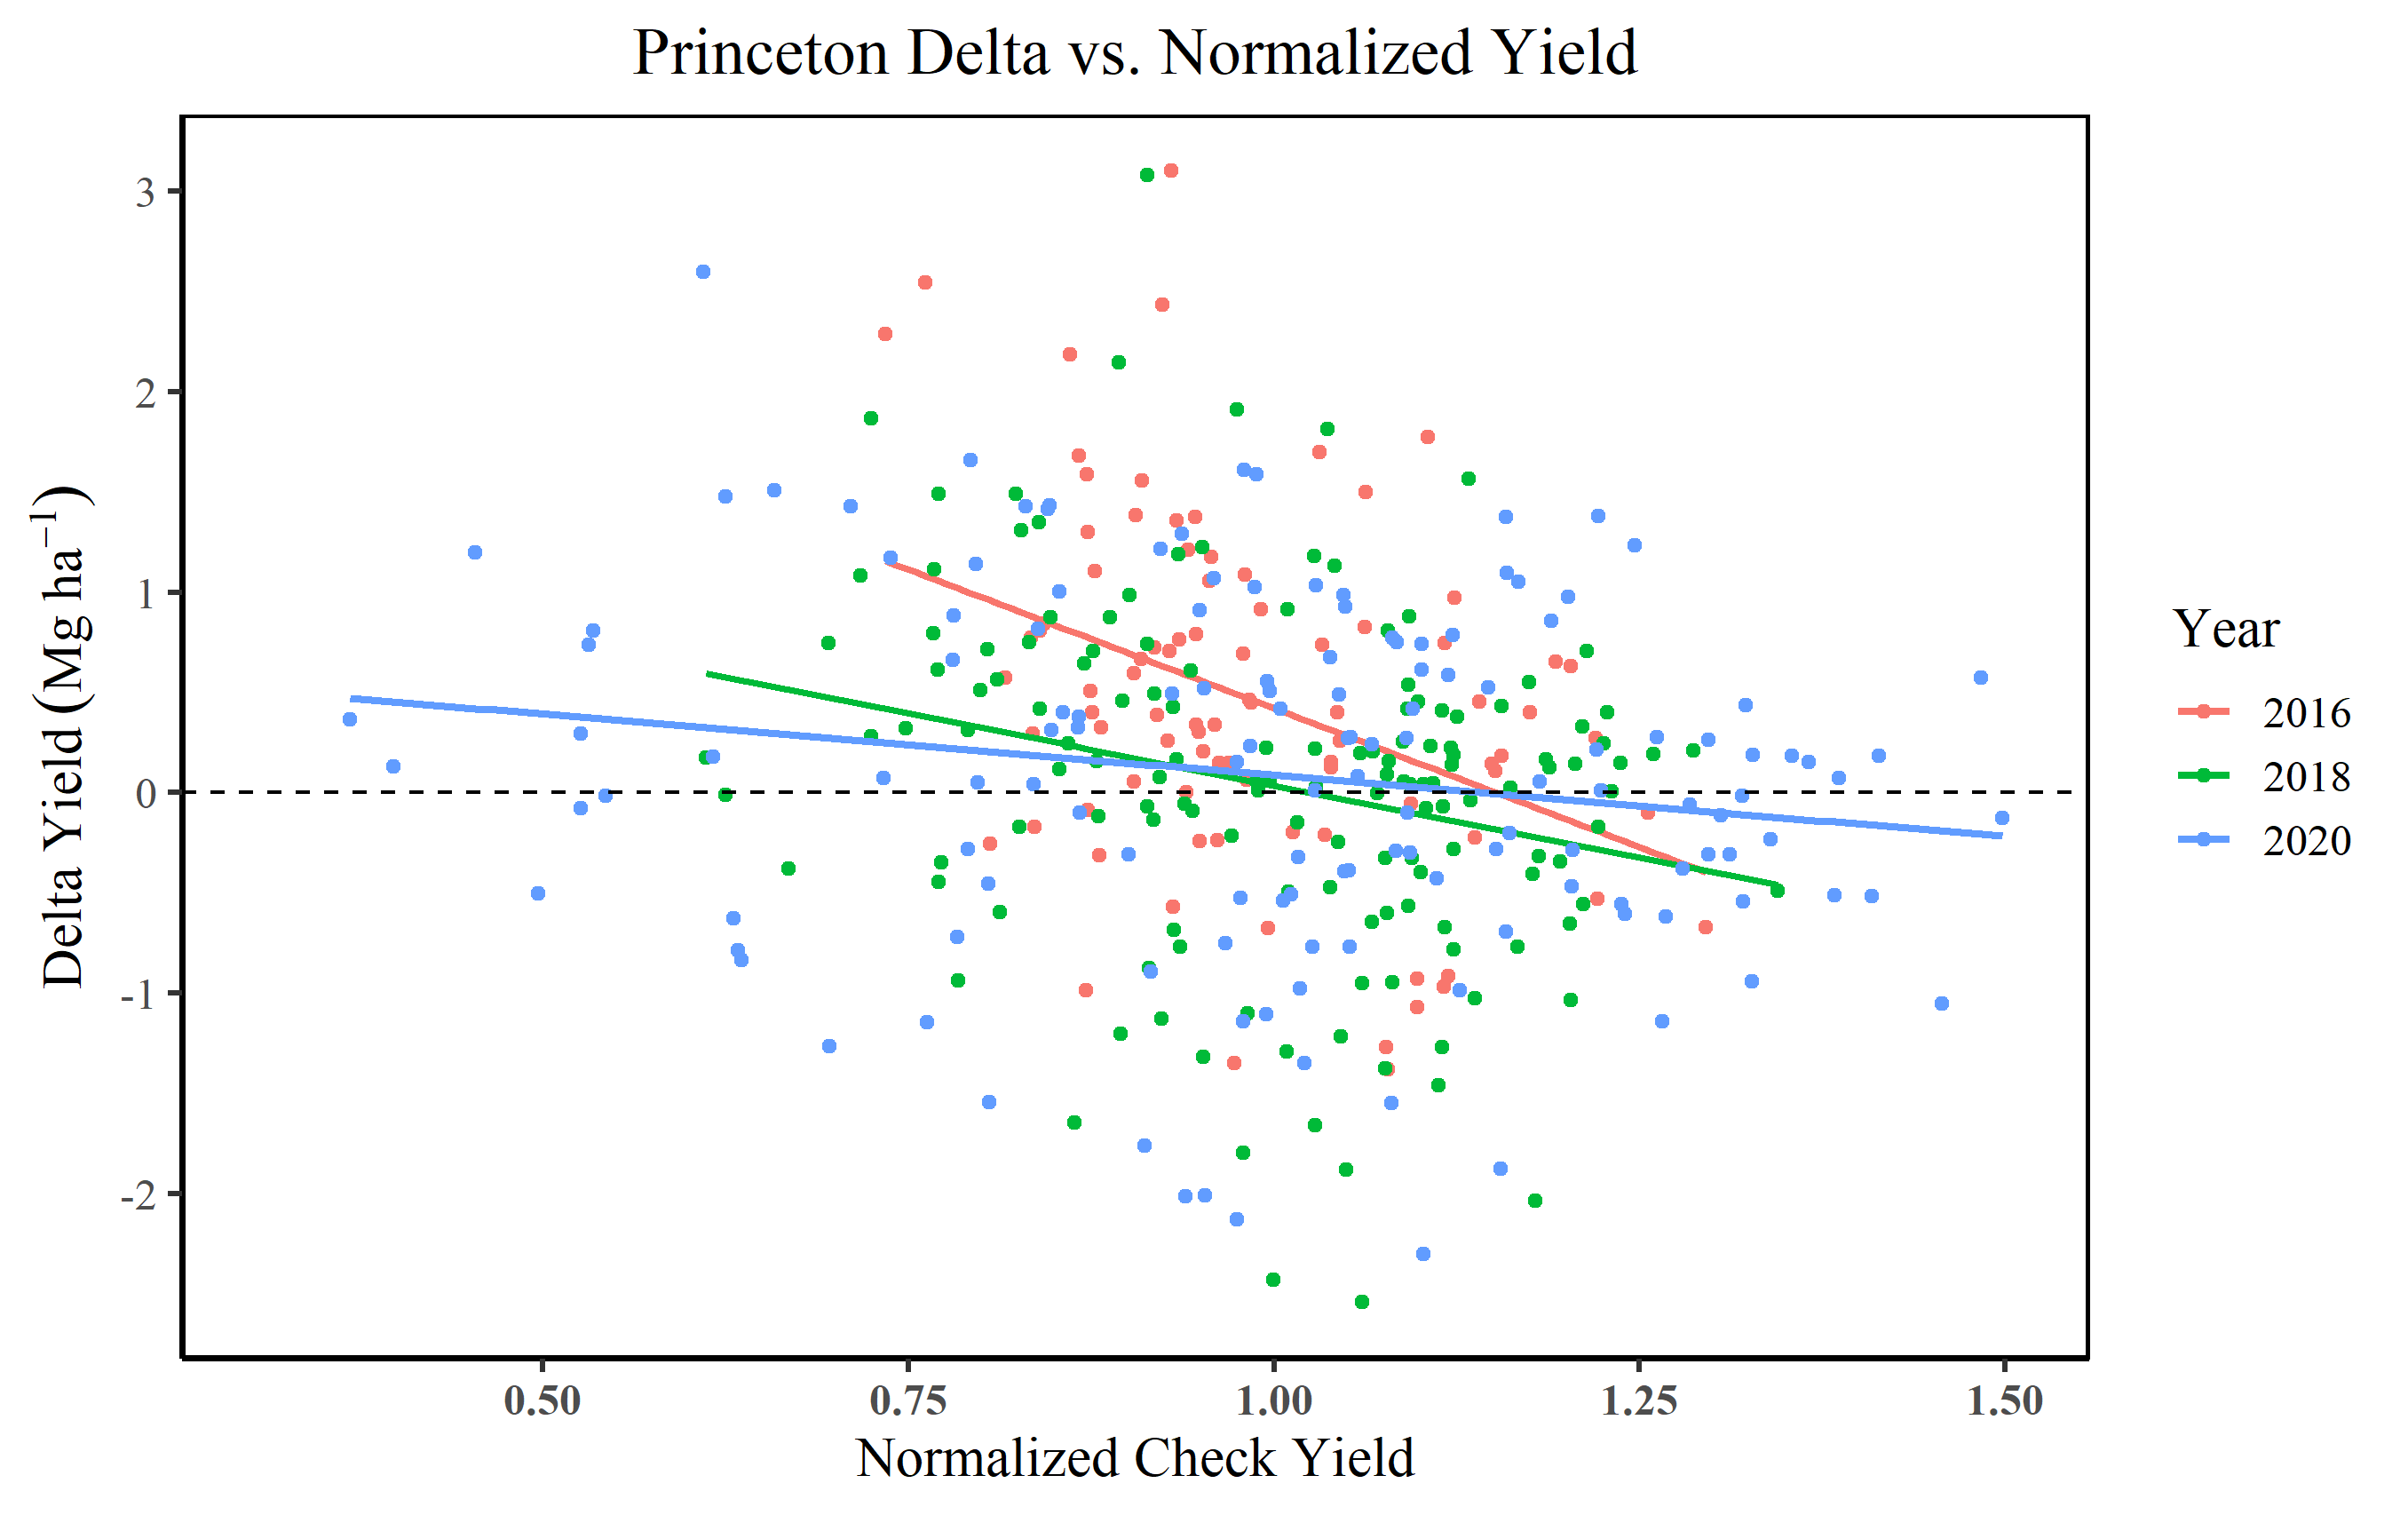 Princeton Delta vs. Normalized Yield
Delta Yield (Mg ha⁻¹)
3
2
1
0
-1
-2
0.50 0.75 1.00 1.25 1.50
Normalized Check Yield
Year
2016
2018
2020